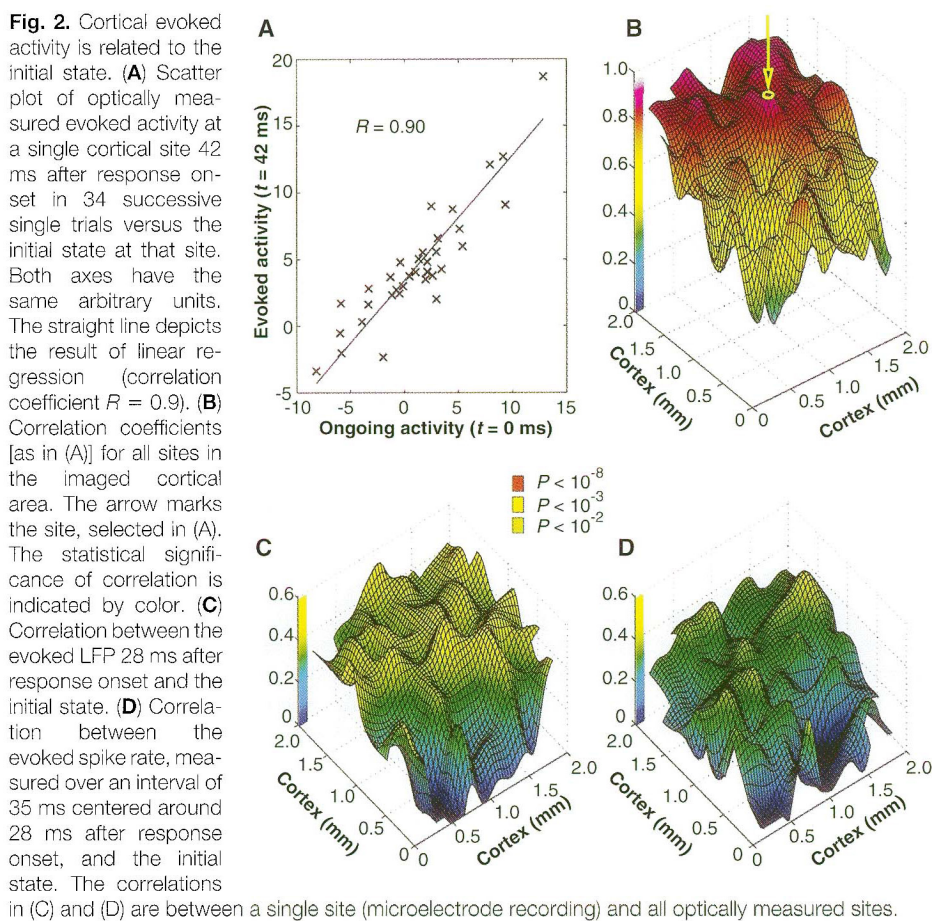 Fig. 2. Cortical evoked
activity is related to the
initial state. (A) Scatter
plot of optically mea-
sured evoked activity at
a single cortical site 42
ms after response on-
set in 34 successive
single trials versus the
initial state at that site.
Both axes have the
same arbitrary units.
The straight line depicts
the result of linear re-
gression (correlation
coefficient R = 0.9). (B)
Correlation coefficients
[as in (A)] for all sites in
the imaged cortical
area. The arrow marks
the site, selected in (A).
The statistical signifi-
cance of correlation is
indicated by color. (C)
Correlation between the
evoked LFP 28 ms after
response onset and the
initial state. (D) Correla-
tion between the
evoked spike rate, mea-
sured over an interval of
35 ms centered around
28 ms after response
onset, and the initial
state. The correlations
in (C) and (D) are between a single site (microelectrode recording) and all optically measured sites.
A
20
15
10
5
0
-5
Evoked activity (t = 42 ms)
R = 0.90
-10 -5 0 5 10 15
Ongoing activity (t = 0 ms)
B
1.0
0.8
0.6
0.4
0.2
0
2.0
1.5
1.0
0.5
0
Cortex (mm)
0
0.5
1.0
1.5
2.0
Cortex (mm)
P < 10-8
P < 10-3
P < 10-2
C
0.6
0.4
0.2
0
2.0
1.5
1.0
0.5
0
Cortex (mm)
0
0.5
1.0
1.5
2.0
Cortex (mm)
D
0.6
0.4
0.2
0
2.0
1.5
1.0
0.5
0
Cortex (mm)
0
0.5
1.0
1.5
2.0
Cortex (mm)